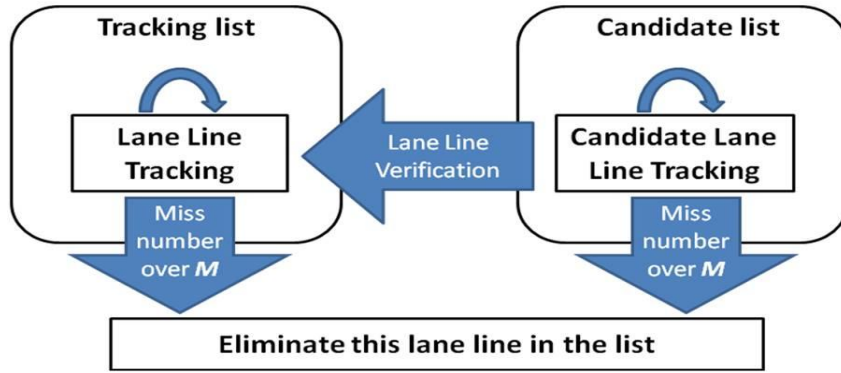 Tracking list
Lane Line
Tracking
Miss
number
over M
Lane Line
Verification
Candidate list
Candidate Lane
Line Tracking
Miss
number
over M
Eliminate this lane line in the list